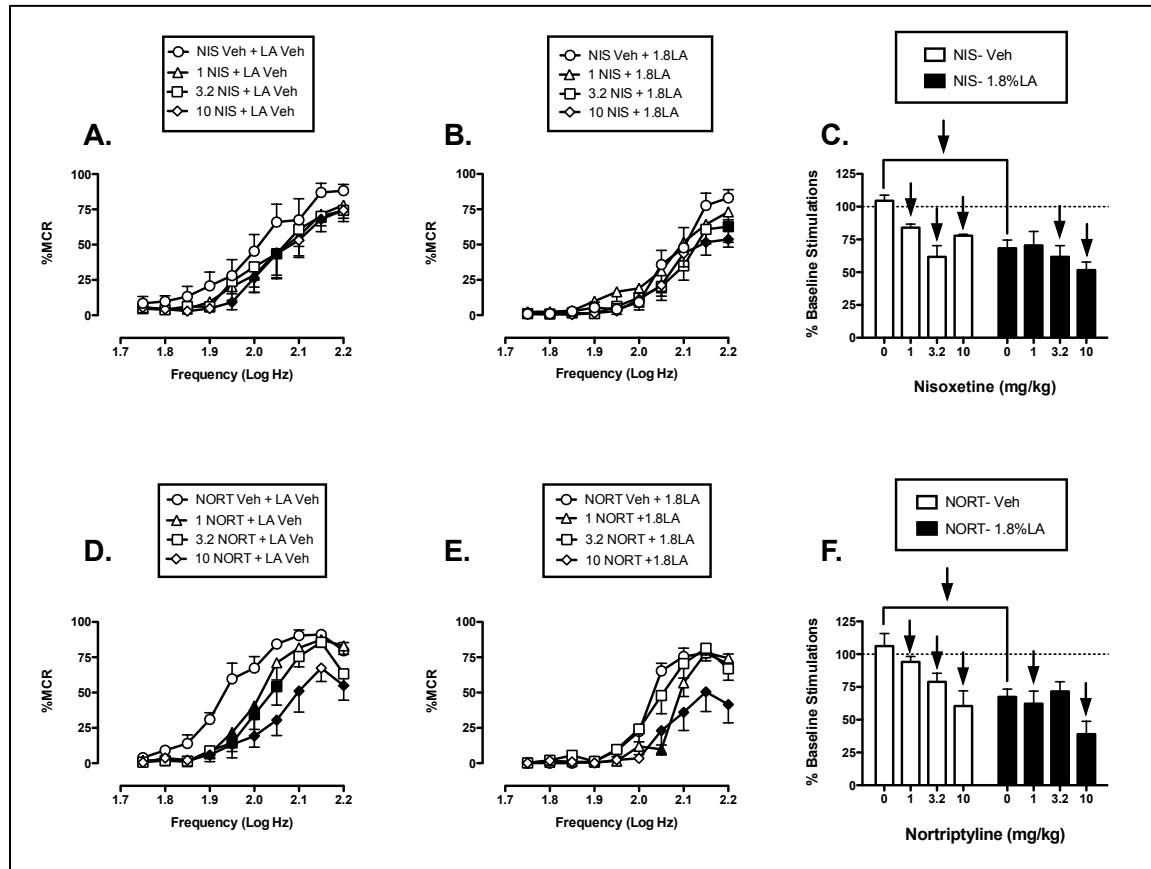 NIS Veh + LA Veh
1 NIS + LA Veh
3.2 NIS + LA Veh
10 NIS + LA Veh
NIS Veh + 1.8LA
1 NIS + 1.8LA
3.2 NIS + 1.8LA
10 NIS + 1.8LA
NIS- Veh
NIS- 1.8%LA
A.
B.
C.
%MCR
100
75
50
25
0
1.7 1.8 1.9 2.0 2.1 2.2
Frequency (Log Hz)
%MCR
100
75
50
25
0
1.7 1.8 1.9 2.0 2.1 2.2
Frequency (Log Hz)
% Baseline Stimulations
125
100
75
50
25
0
0 1 3.2 10 0 1 3.2 10
Nisoxetine (mg/kg)
NORT Veh + LA Veh
1 NORT + LA Veh
3.2 NORT + LA Veh
10 NORT + LA Veh
NORT Veh + 1.8LA
1 NORT +1.8LA
3.2 NORT + 1.8LA
10 NORT +1.8LA
NORT- Veh
NORT- 1.8%LA
D.
E.
F.
%MCR
100
75
50
25
0
1.7 1.8 1.9 2.0 2.1 2.2
Frequency (Log Hz)
%MCR
100
75
50
25
0
1.7 1.8 1.9 2.0 2.1 2.2
Frequency (Log Hz)
% Baseline Stimulations
125
100
75
50
25
0
0 1 3.2 10 0 1 3.2 10
Nortriptyline (mg/kg)